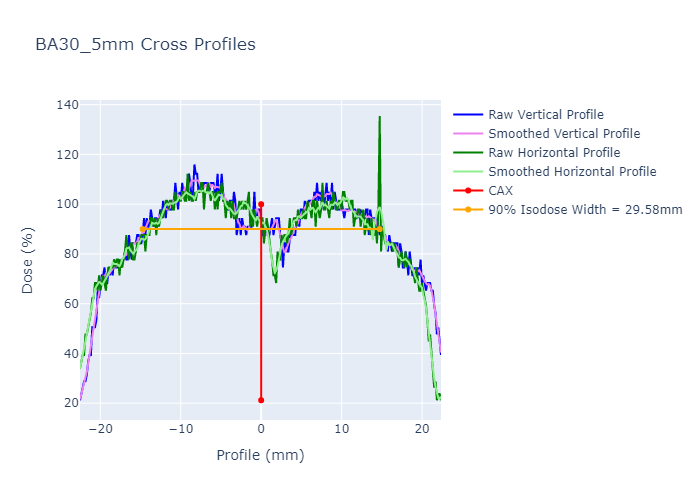 BA30_5mm Cross Profiles
140
120
100
80
60
40
20
−20
−10
0
10
20
Profile (mm)
Dose (%)
Raw Vertical Profile
Smoothed Vertical Profile
Raw Horizontal Profile
Smoothed Horizontal Profile
CAX
90% Isodose Width = 29.58mm